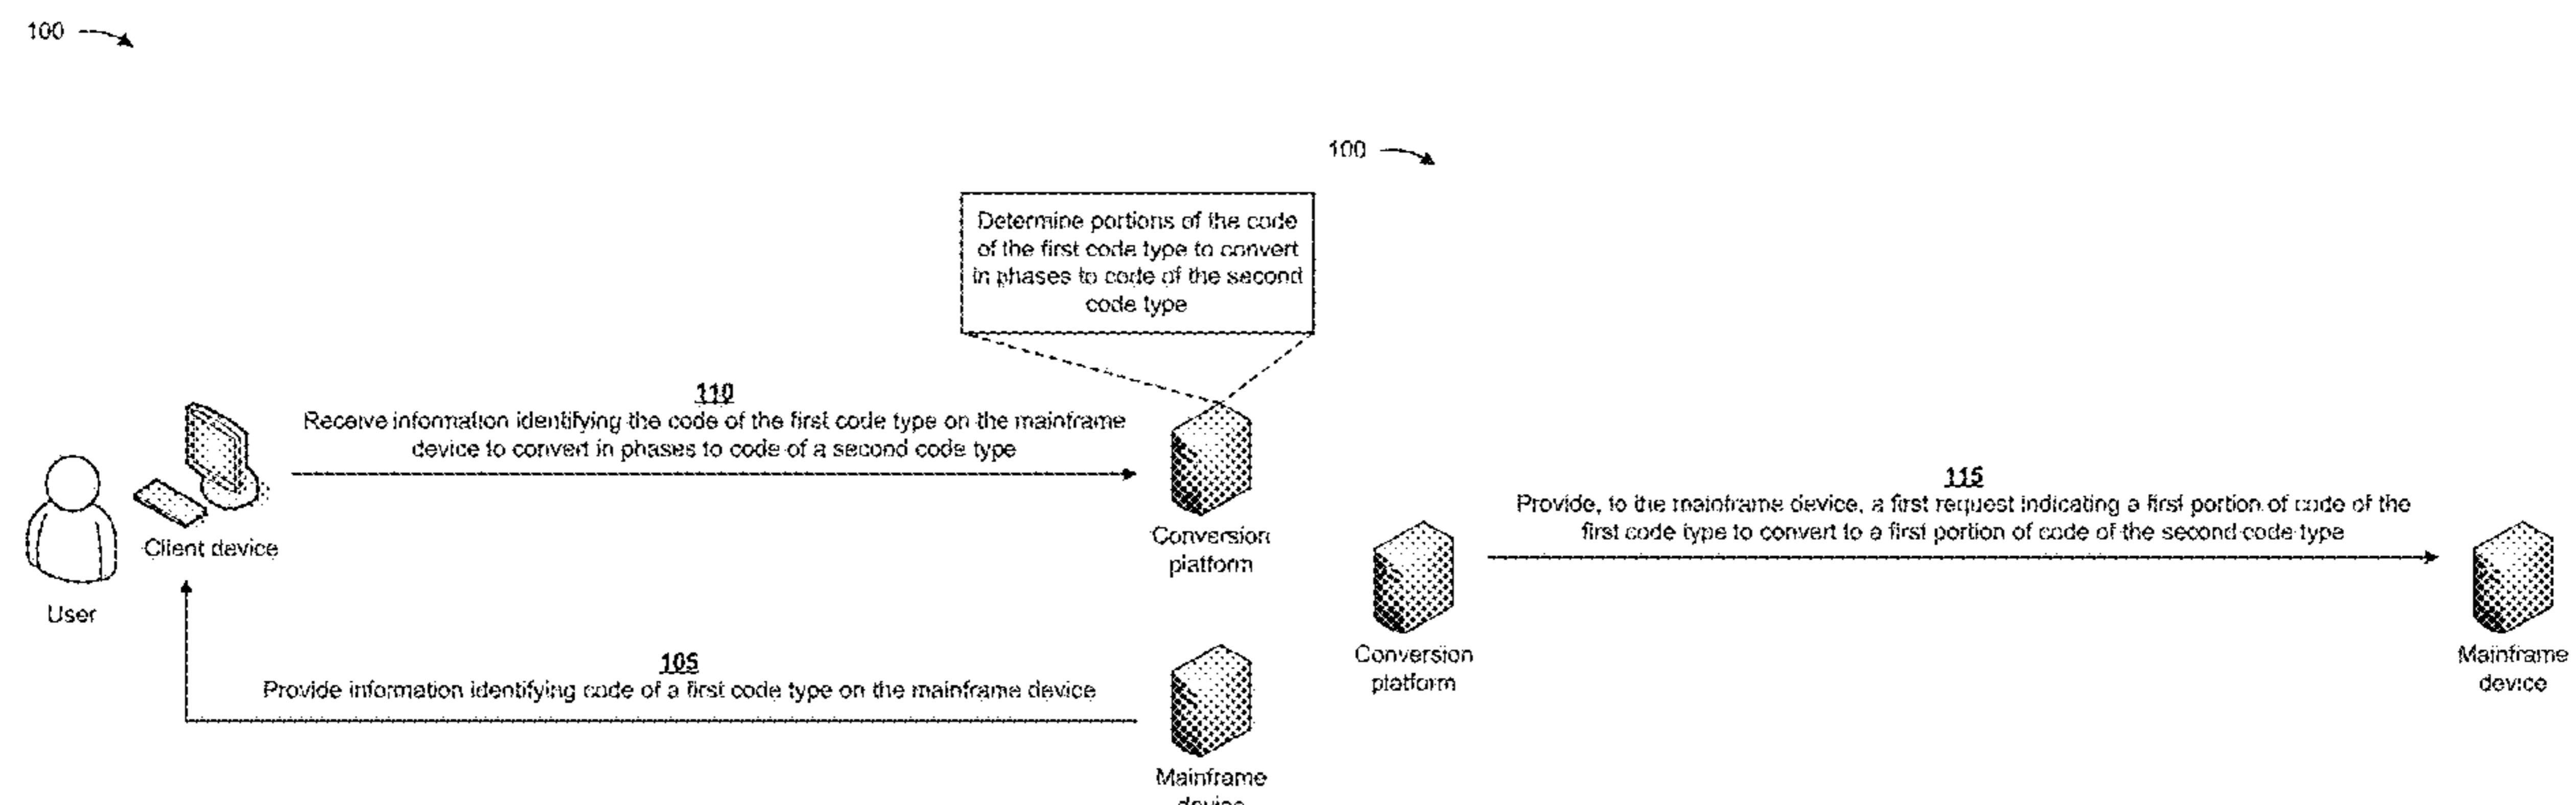 100
Determine portions of the code
of the first code type to convert
in phases to code of the second
code type
110
Receive information identifying the code of the first code type on the mainframe
device to convert in phases to code of a second code type
Client device
User
Conversion
platform
105
Provide information identifying code of a first code type on the mainframe device
Mainframe
device
100
115
Provide, to the mainframe device, a first request indicating a first portion of code of the
first code type to convert to a first portion of code of the second code type
Conversion
platform
Mainframe
device